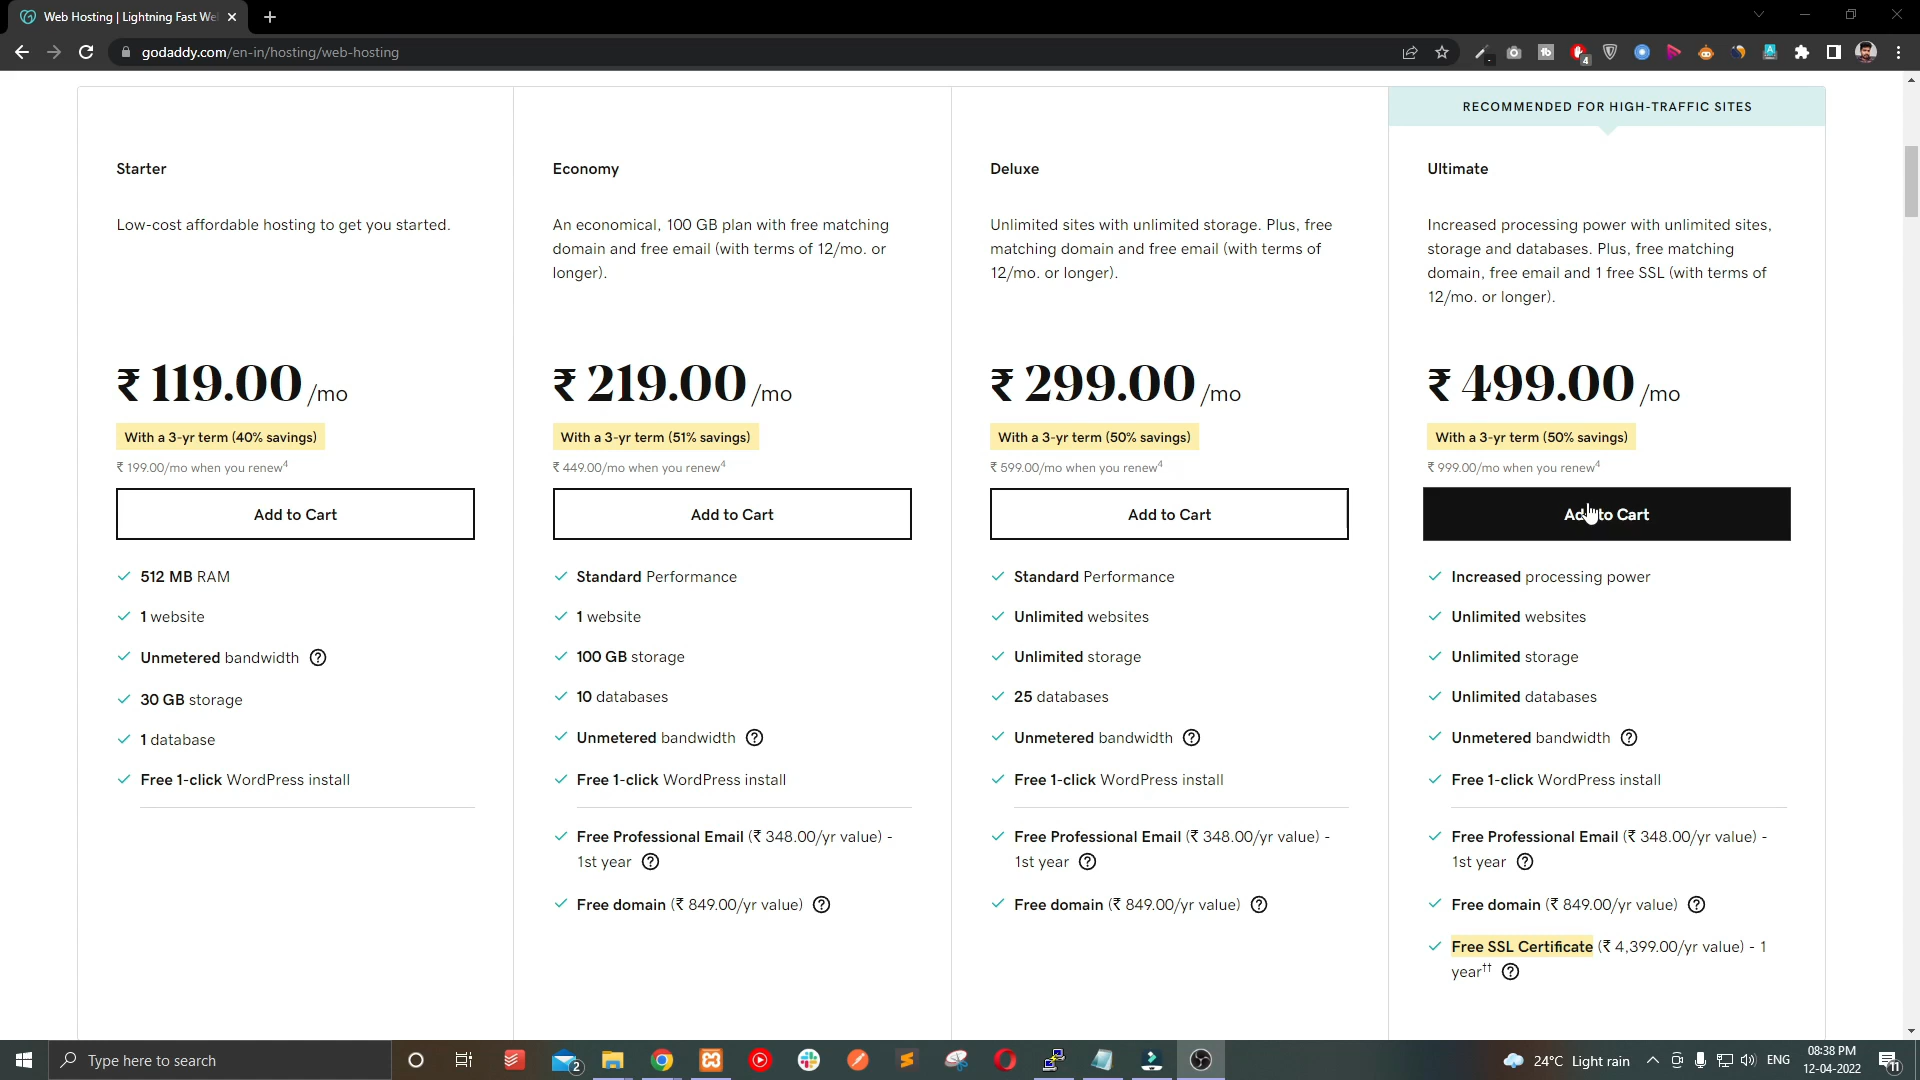 Web Hosting | Lightning Fast We
godaddy.com/en-in/hosting/web-hosting
4
RECOMMENDED FOR HIGH-TRAFFIC SITES
Starter
Low-cost affordable hosting to get you started.
₹ 119.00 /mo
With a 3-yr term (40% savings)
₹ 199.00/mo when you renew4
Add to Cart
512 MB RAM
1 website
Unmetered bandwidth
30 GB storage
1 database
Free 1-click WordPress install
Economy
An economical, 100 GB plan with free matching
domain and free email (with terms of 12/mo. or
longer).
₹ 219.00 /mo
With a 3-yr term (51% savings)
₹ 449.00/mo when you renew4
Add to Cart
Standard Performance
1 website
100 GB storage
10 databases
Unmetered bandwidth
Free 1-click WordPress install
Free Professional Email (₹ 348.00/yr value) -
1st year
Free domain (₹ 849.00/yr value)
Deluxe
Unlimited sites with unlimited storage. Plus, free
matching domain and free email (with terms of
12/mo. or longer).
₹ 299.00 /mo
With a 3-yr term (50% savings)
₹ 599.00/mo when you renew4
Add to Cart
Standard Performance
Unlimited websites
Unlimited storage
25 databases
Unmetered bandwidth
Free 1-click WordPress install
Free Professional Email (₹ 348.00/yr value) -
1st year
Free domain (₹ 849.00/yr value)
Ultimate
Increased processing power with unlimited sites,
storage and databases. Plus, free matching
domain, free email and 1 free SSL (with terms of
12/mo. or longer).
₹ 499.00 /mo
With a 3-yr term (50% savings)
₹ 999.00/mo when you renew4
Add to Cart
Increased processing power
Unlimited websites
Unlimited storage
Unlimited databases
Unmetered bandwidth
Free 1-click WordPress install
Free Professional Email (₹ 348.00/yr value) -
1st year
Free domain (₹ 849.00/yr value)
Free SSL Certificate (₹ 4,399.00/yr value) - 1
year††
Type here to search
2
24°C Light rain
ENG
08:38 PM
12-04-2022
11